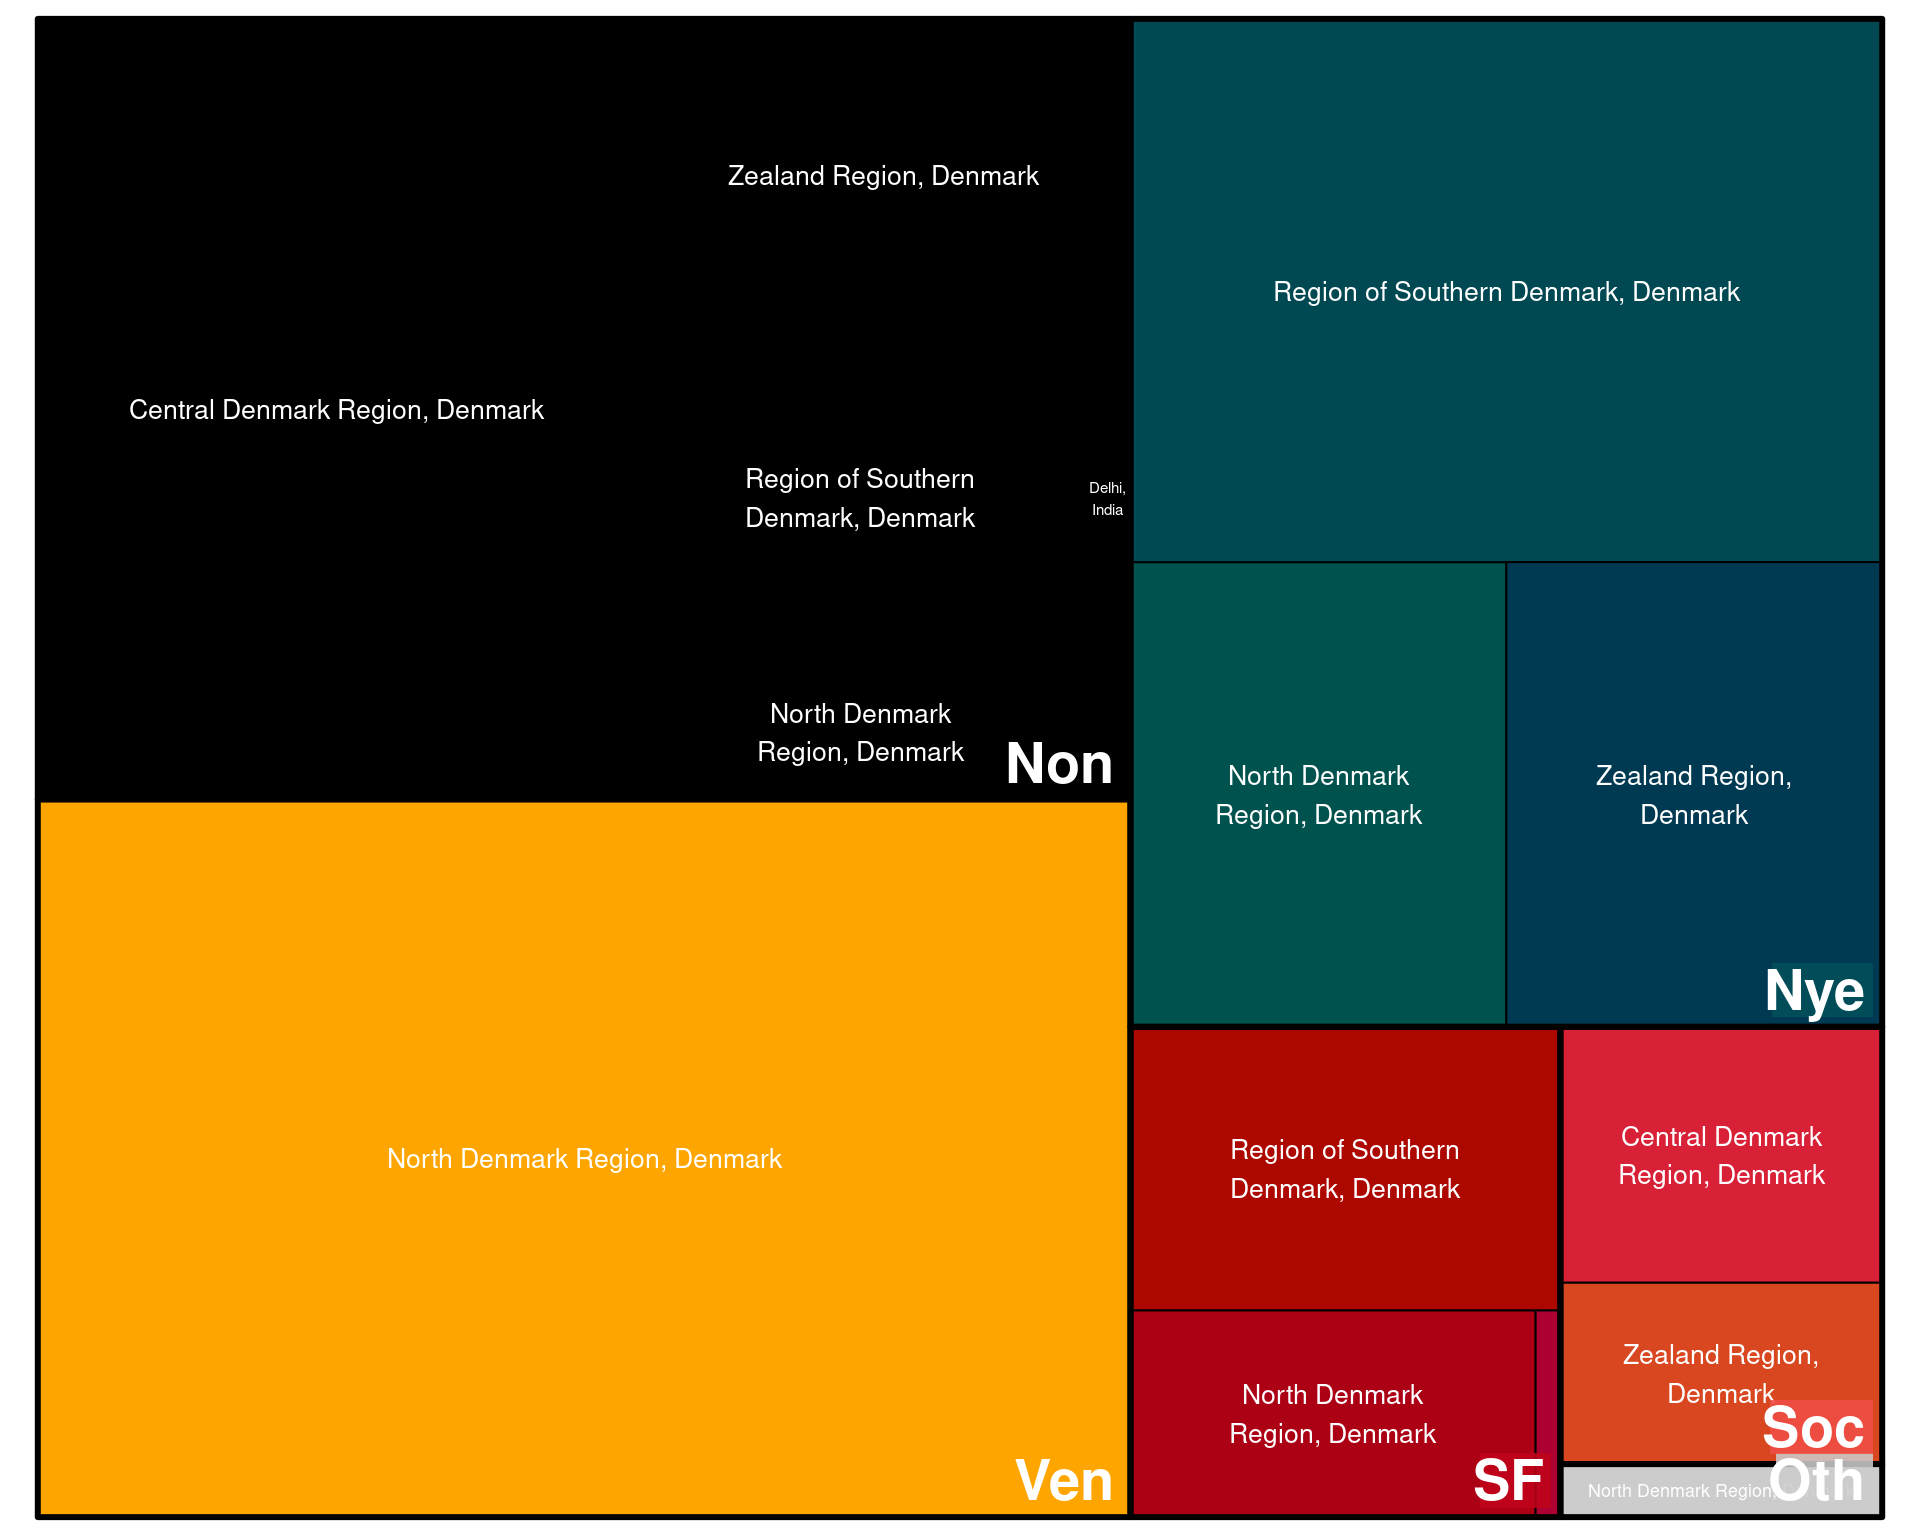 Zealand Region, Denmark
Central Denmark Region, Denmark
Region of Southern
Denmark, Denmark
Delhi,
India
North Denmark
Region, Denmark
Non
North Denmark Region, Denmark
Ven
Region of Southern Denmark, Denmark
North Denmark
Region, Denmark
Zealand Region,
Denmark
Nye
Region of Southern
Denmark, Denmark
North Denmark
Region, Denmark
SF
Central Denmark
Region, Denmark
Zealand Region,
Denmark
Soc
North Denmark Region,
Oth